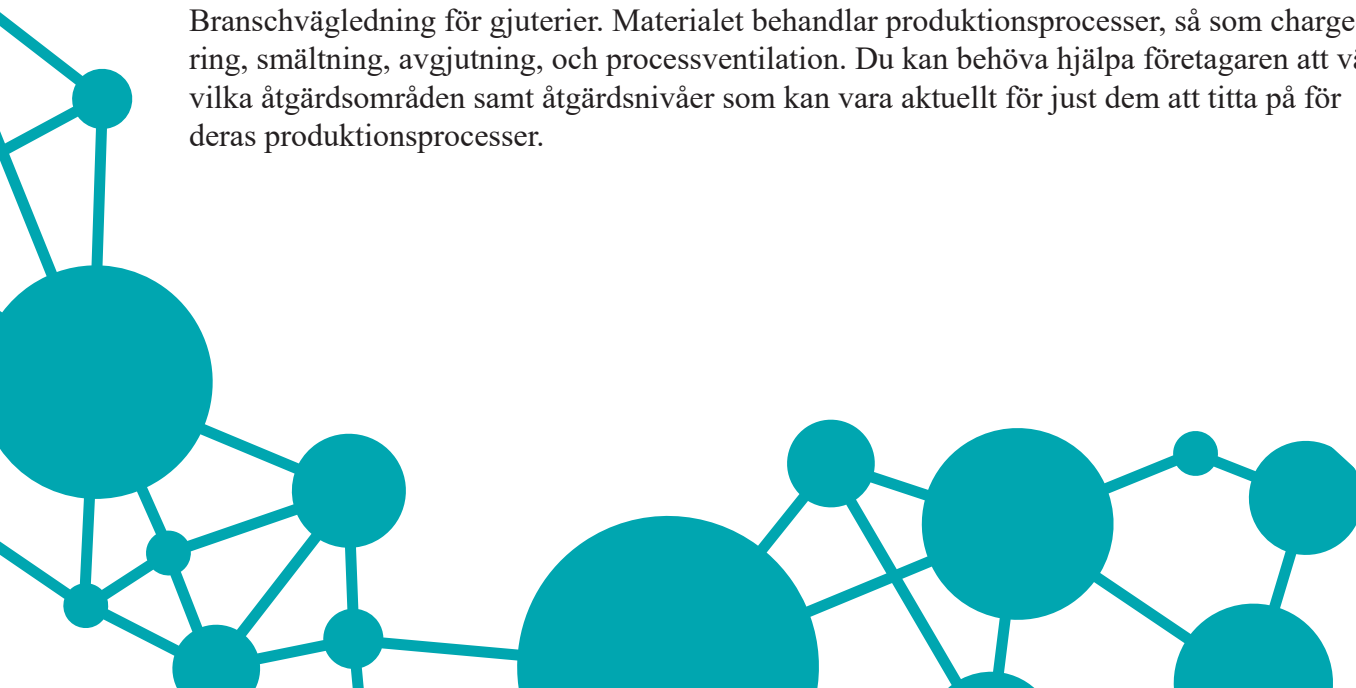 Branschvägledning för gjuterier. Materialet behandlar produktionsprocesser, så som charge
ring, smältning, avgjutning, och processventilation. Du kan behöva hjälpa företagaren att
vilka åtgärdsområden samt åtgärdsnivåer som kan vara aktuellt för just dem att titta på för
deras produktionsprocesser.